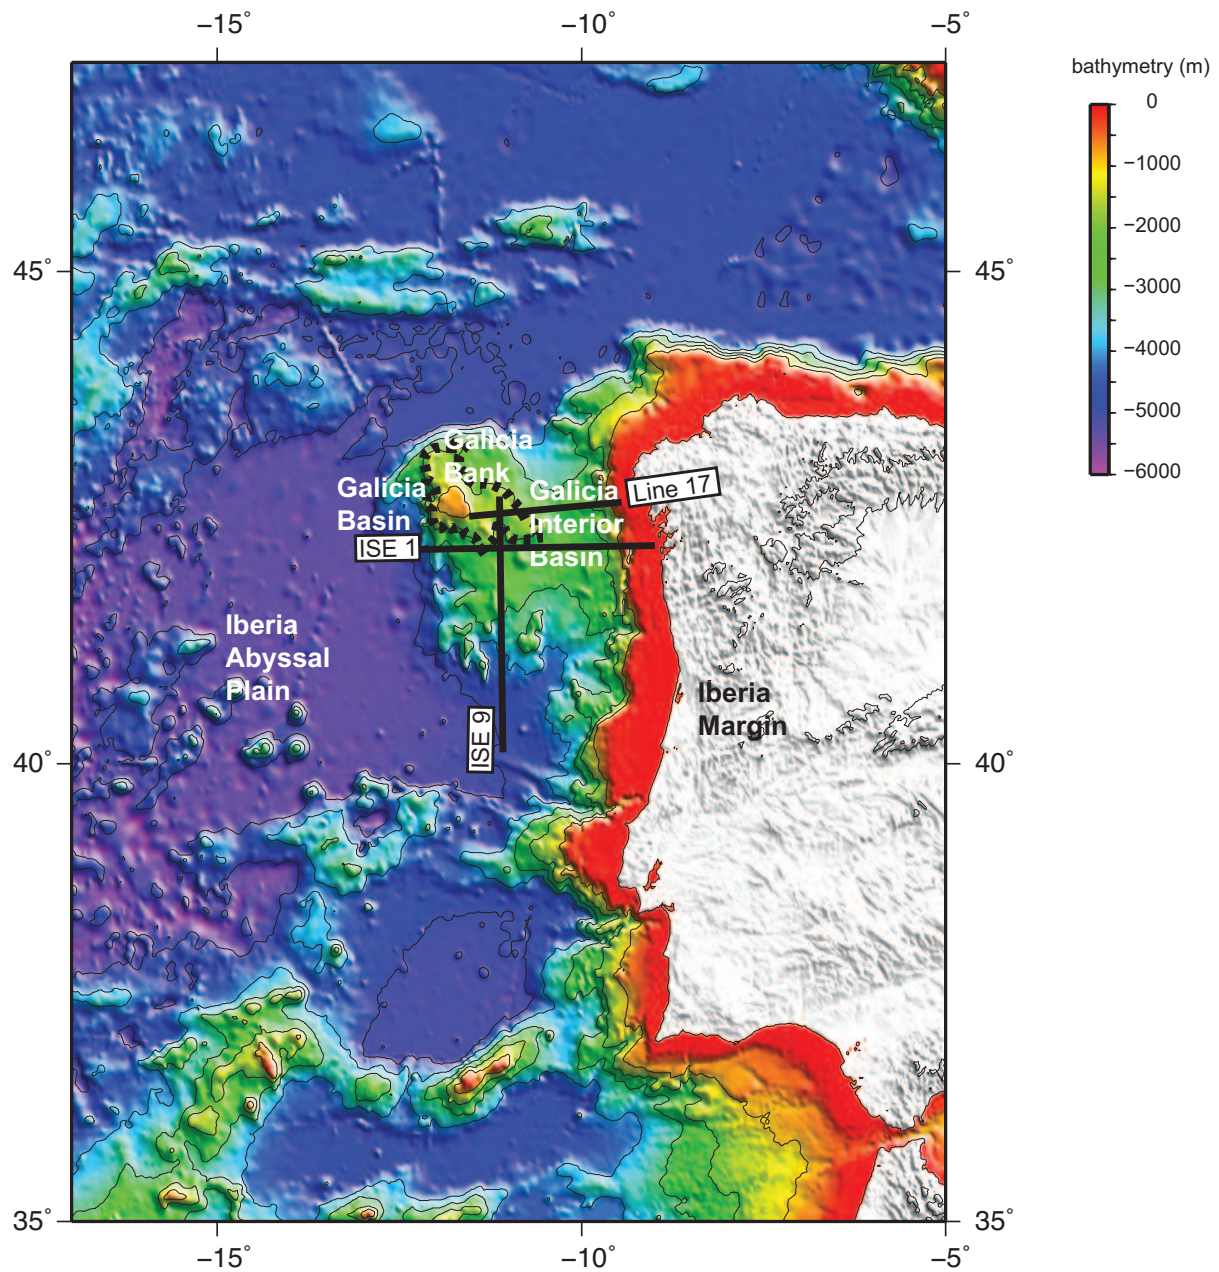 −15°
−10°
−5°
bathymetry (m)
0
−1000
−2000
−3000
−4000
−5000
−6000
45°
45°
Galicia
Bank
Galicia
Basin
Galicia
Interior
Basin
Line 17
ISE 1
Iberia
Abyssal
Plain
Iberia
Margin
ISE 9
40°
40°
35°
35°
−15°
−10°
−5°